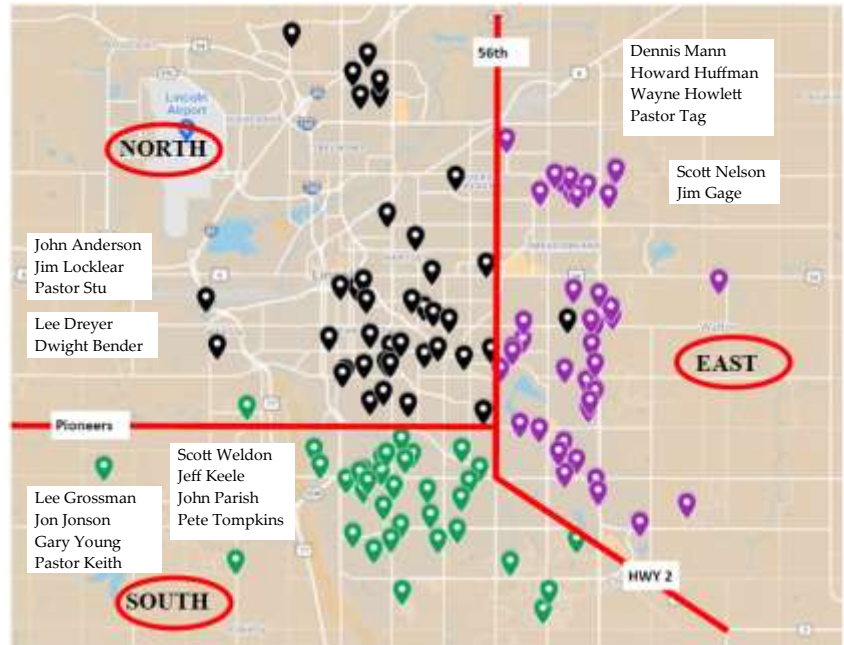 56th
Dennis Mann
Howard Huffman
Wayne Howlett
Pastor Tag
Lincoln
Airport
NORTH
Scott Nelson
Jim Gage
John Anderson
Jim Locklear
Pastor Stu
Lee Dreyer
Dwight Bender
EAST
Pioneers
Scott Weldon
Jeff Keele
John Parish
Pete Tompkins
Lee Grossman
Jon Jonson
Gary Young
Pastor Keith
HWY 2
SOUTH